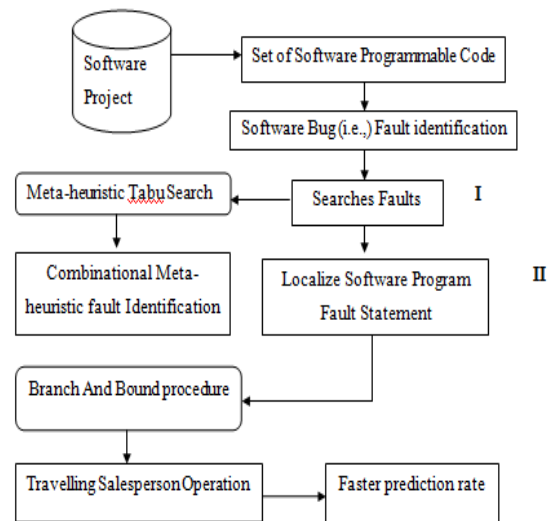 Software
Project
Set of Software Programmable Code
Software Bug (i.e.,) Fault identification
Meta-heuristic Tabu Search
Searches Faults
I
Combinational Meta-
heuristic fault Identification
Localize Software Program
Fault Statement
II
Branch And Bound procedure
Travelling Salesperson Operation
Faster prediction rate